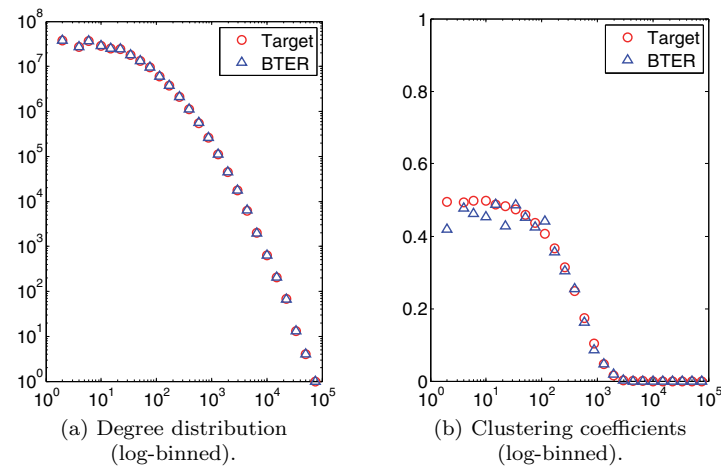 10^8
10^7
10^6
10^5
10^4
10^3
10^2
10^1
10^0
10^0 10^1 10^2 10^3 10^4 10^5
Target
BTER
(a) Degree distribution
(log-binned).
1
0.8
0.6
0.4
0.2
0
10^0 10^1 10^2 10^3 10^4 10^5
Target
BTER
(b) Clustering coefficients
(log-binned).